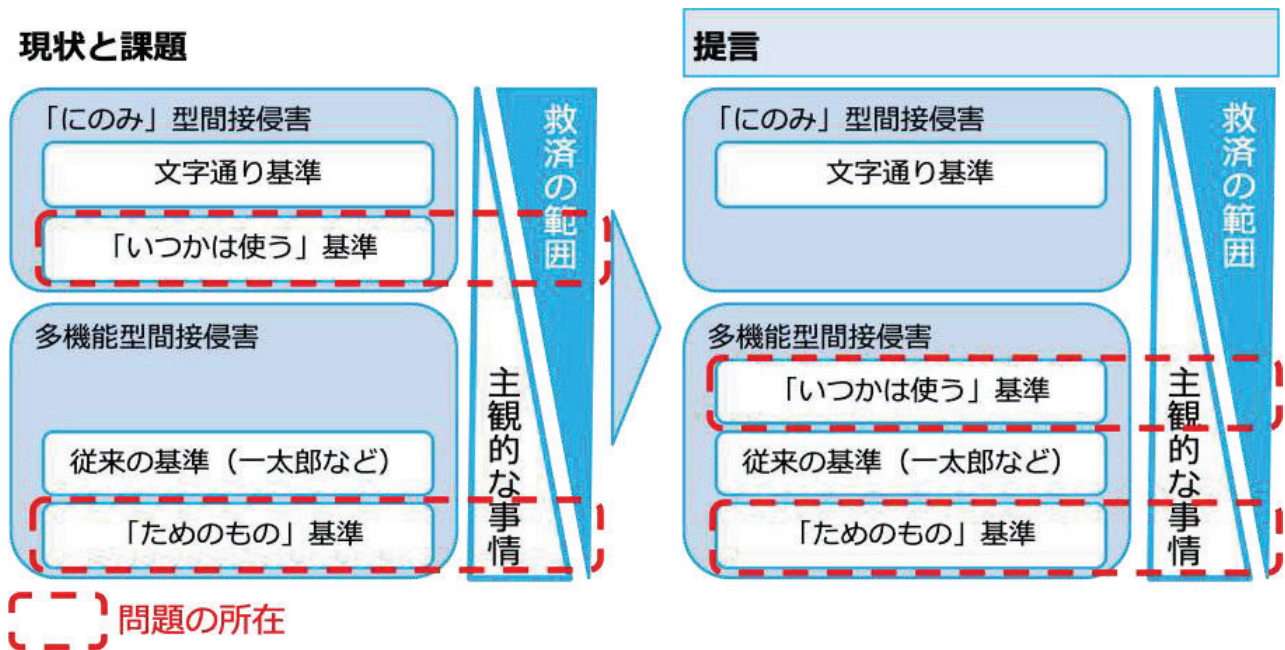 現状と課題
「にのみ」型間接侵害
文字通り基準
「いつかは使う」基準
多機能型間接侵害
従来の基準（一太郎など）
「ためのもの」基準
救済の範囲
主観的な事情
問題の所在
提言
「にのみ」型間接侵害
文字通り基準
多機能型間接侵害
「いつかは使う」基準
従来の基準（一太郎など）
「ためのもの」基準
救済の範囲
主観的な事情